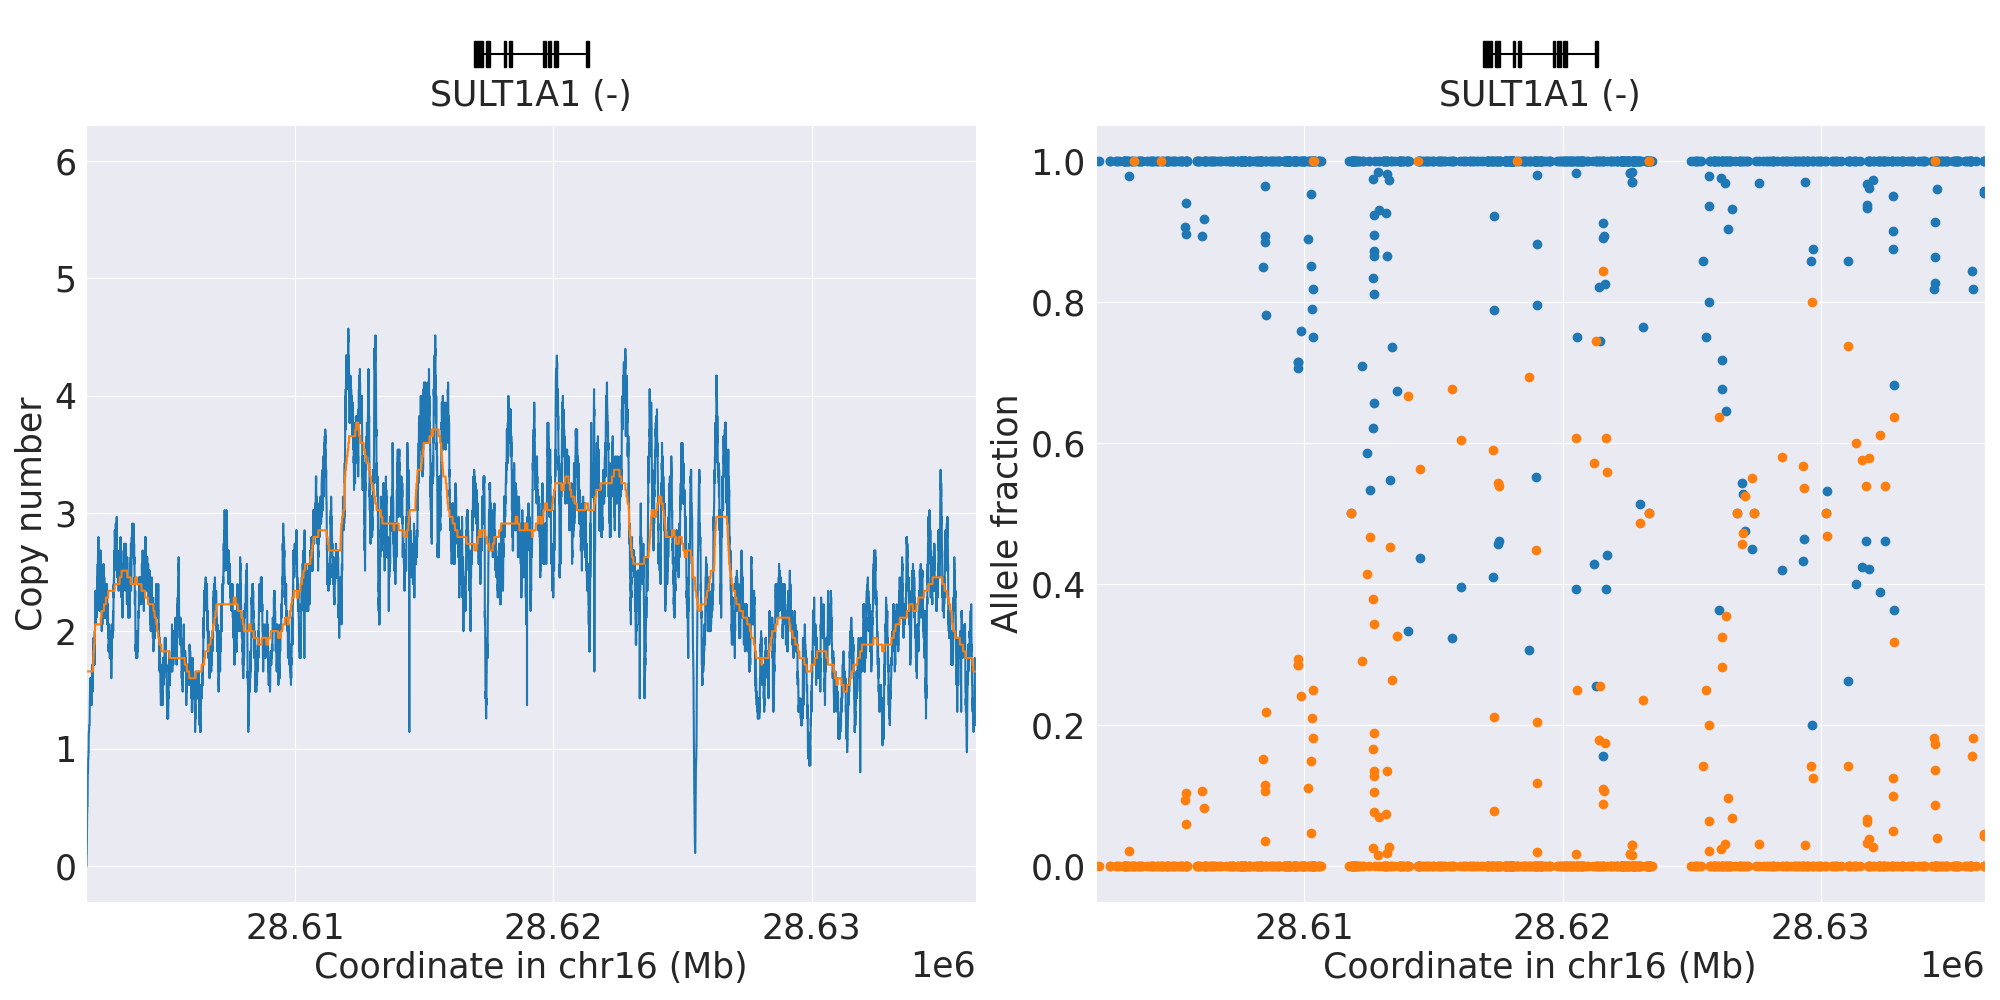 SULT1A1 (-)
SULT1A1 (-)
Copy number
6
5
4
3
2
1
0
28.61
28.62
28.63
Coordinate in chr16 (Mb)
1e6
Allele fraction
1.0
0.8
0.6
0.4
0.2
0.0
28.61
28.62
28.63
Coordinate in chr16 (Mb)
1e6